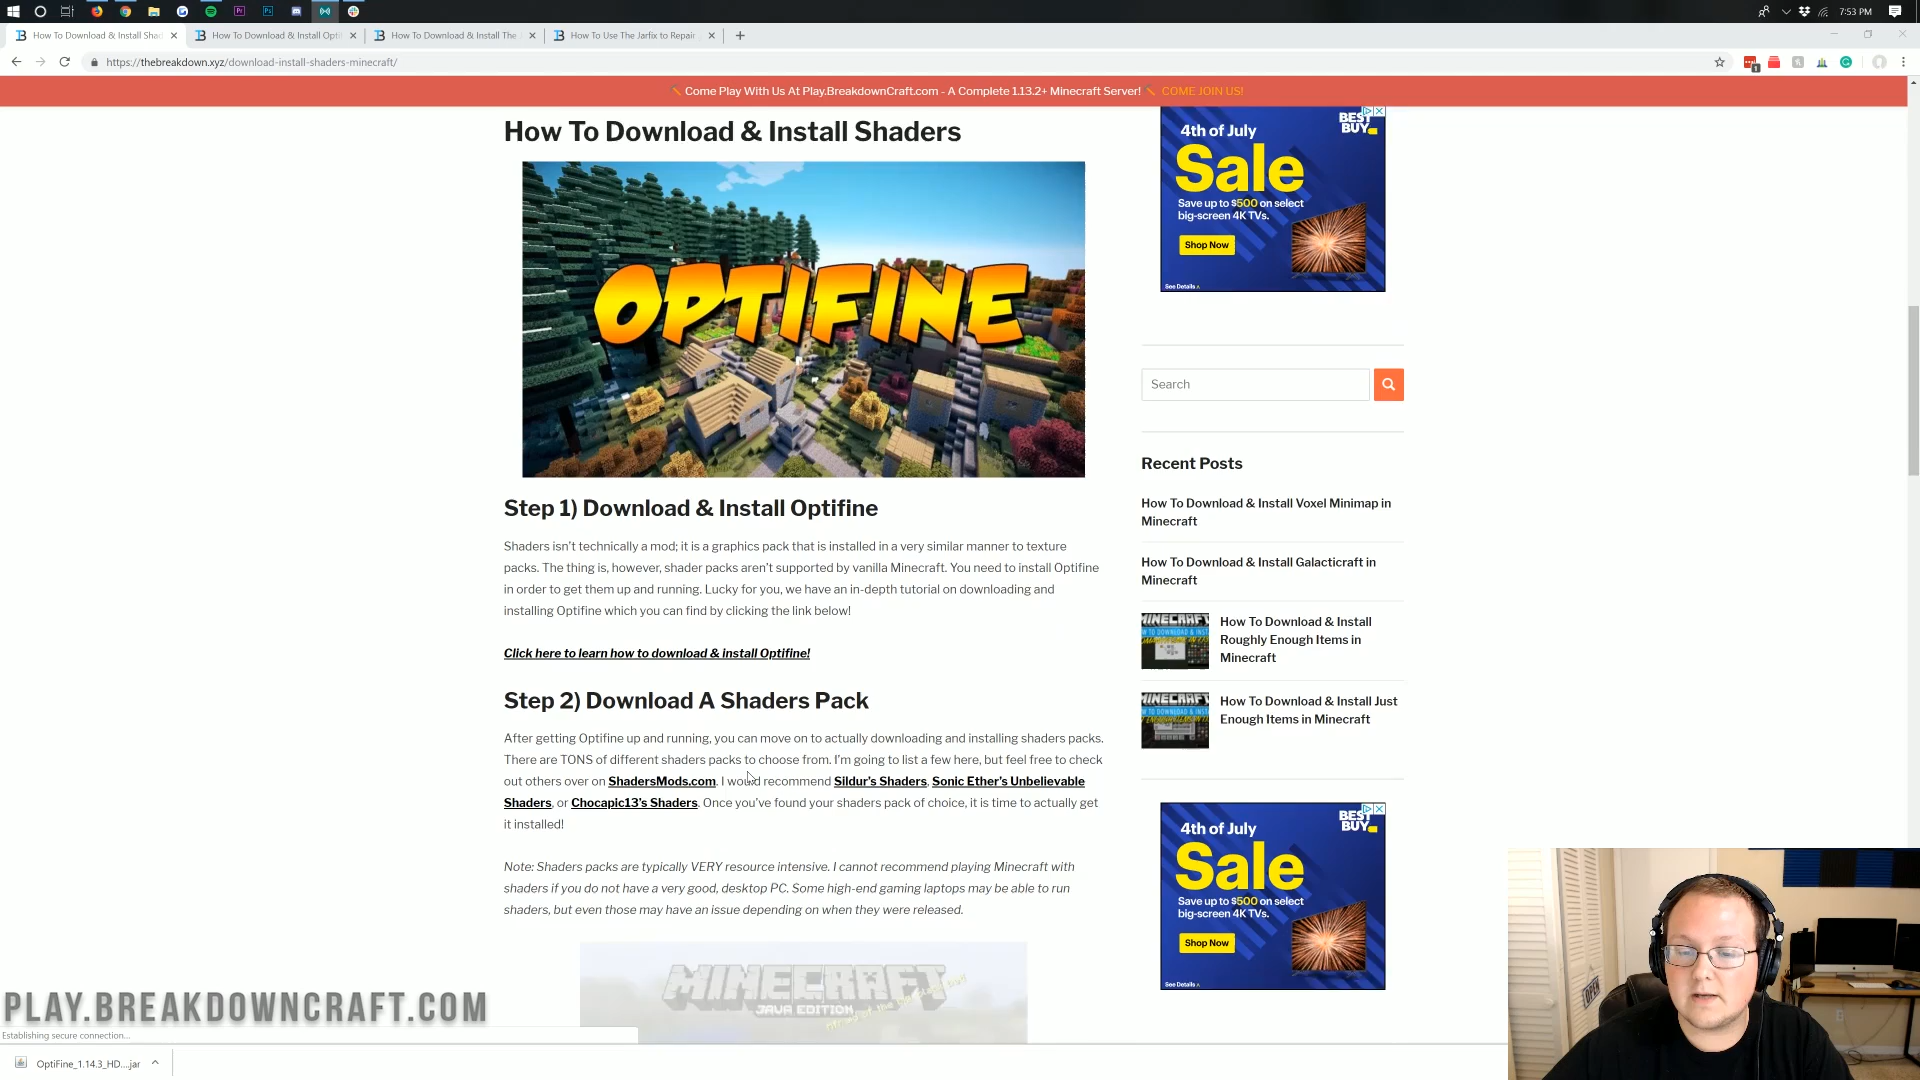 7:53 PM
How To Download & Install Shad
How To Download & Install Opti
How To Download & Install The
How To Use The Jarfix to Repair
https://thebreakdown.xyz/download-install-shaders-minecraft/
Come Play With Us At Play.BreakdownCraft.com - A Complete 1.13.2+ Minecraft Server! COME JOIN US!
How To Download & Install Shaders
OPTIFINE
Step 1) Download & Install Optifine
Shaders isn't technically a mod; it is a graphics pack that is installed in a very similar manner to texture
packs. The thing is, however, shader packs aren't supported by vanilla Minecraft. You need to install Optifine
in order to get them up and running. Lucky for you, we have an in-depth tutorial on downloading and
installing Optifine which you can find by clicking the link below!
Click here to learn how to download & install Optifine!
Step 2) Download A Shaders Pack
After getting Optifine up and running, you can move on to actually downloading and installing shaders packs.
There are TONS of different shaders packs to choose from. I'm going to list a few here, but feel free to check
out others over on ShadersMods.com. I would recommend Sildur's Shaders, Sonic Ether's Unbelievable
Shaders, or Chocapic13's Shaders. Once you've found your shaders pack of choice, it is time to actually get
it installed!
Note: Shaders packs are typically VERY resource intensive. I cannot recommend playing Minecraft with
shaders if you do not have a very good, desktop PC. Some high-end gaming laptops may be able to run
shaders, but even those may have an issue depending on when they were released.
MINECRAFT
JAVA EDITION
4th of July
BEST BUY
Sale
Save up to $500 on select
big-screen 4K TVs.
Shop Now
See Details
Search
Recent Posts
How To Download & Install Voxel Minimap in
Minecraft
How To Download & Install Galacticraft in
Minecraft
MINECRAFT
How To Download & Install
Roughly Enough Items in
Minecraft
MINECRAFT
How To Download & Install Just
Enough Items in Minecraft
4th of July
BEST BUY
Sale
Save up to $500 on select
big-screen 4K TVs.
Shop Now
See Details
PLAY.BREAKDOWNCRAFT.COM
Establishing secure connection...
OptiFine_1.14.3_HD....jar
OPEN